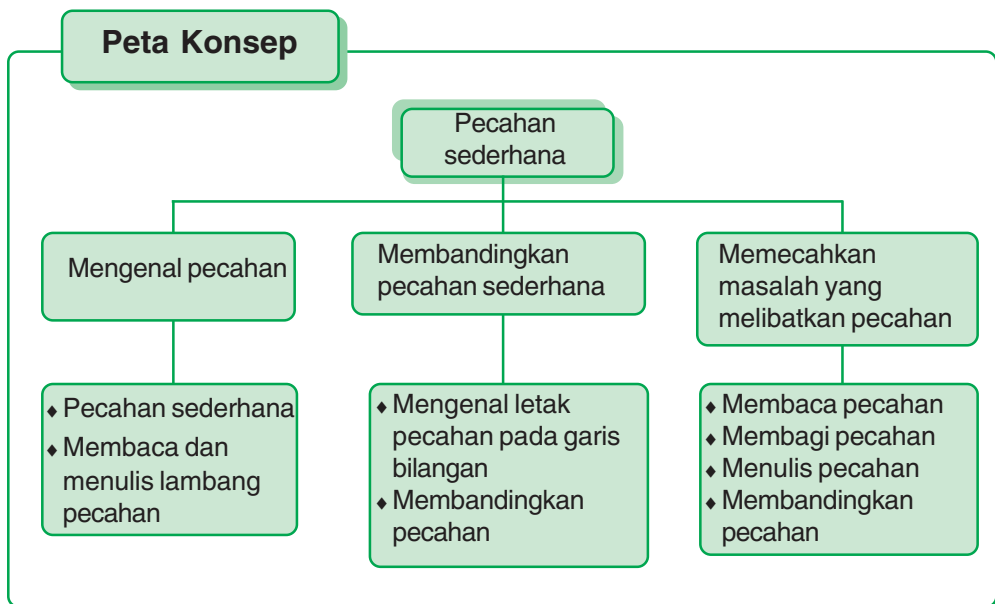 Peta Konsep
Pecahan
sederhana
Mengenal pecahan
Membandingkan
pecahan sederhana
Memecahkan
masalah yang
melibatkan pecahan
♦ Pecahan sederhana
♦ Membaca dan
menulis lambang
pecahan
♦ Mengenal letak
pecahan pada garis
bilangan
♦ Membandingkan
pecahan
♦ Membaca pecahan
♦ Membagi pecahan
♦ Menulis pecahan
♦ Membandingkan
pecahan